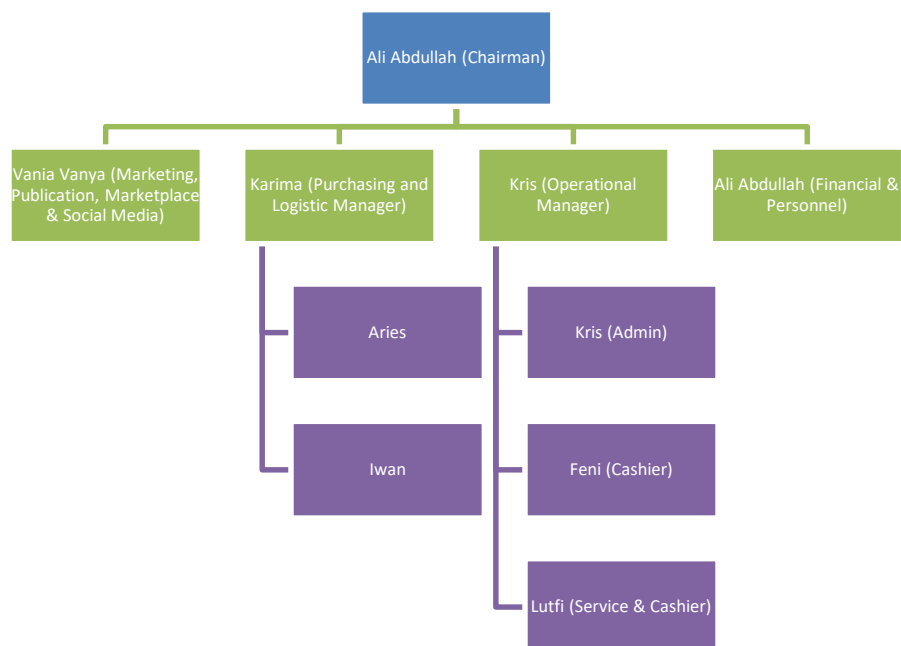 Ali Abdullah (Chairman)
Vania Vanya (Marketing,
Publication, Marketplace
& Social Media)
Karima (Purchasing and
Logistic Manager)
Kris (Operational
Manager)
Ali Abdullah (Financial &
Personnel)
Aries
Iwan
Kris (Admin)
Feni (Cashier)
Lutfi (Service & Cashier)